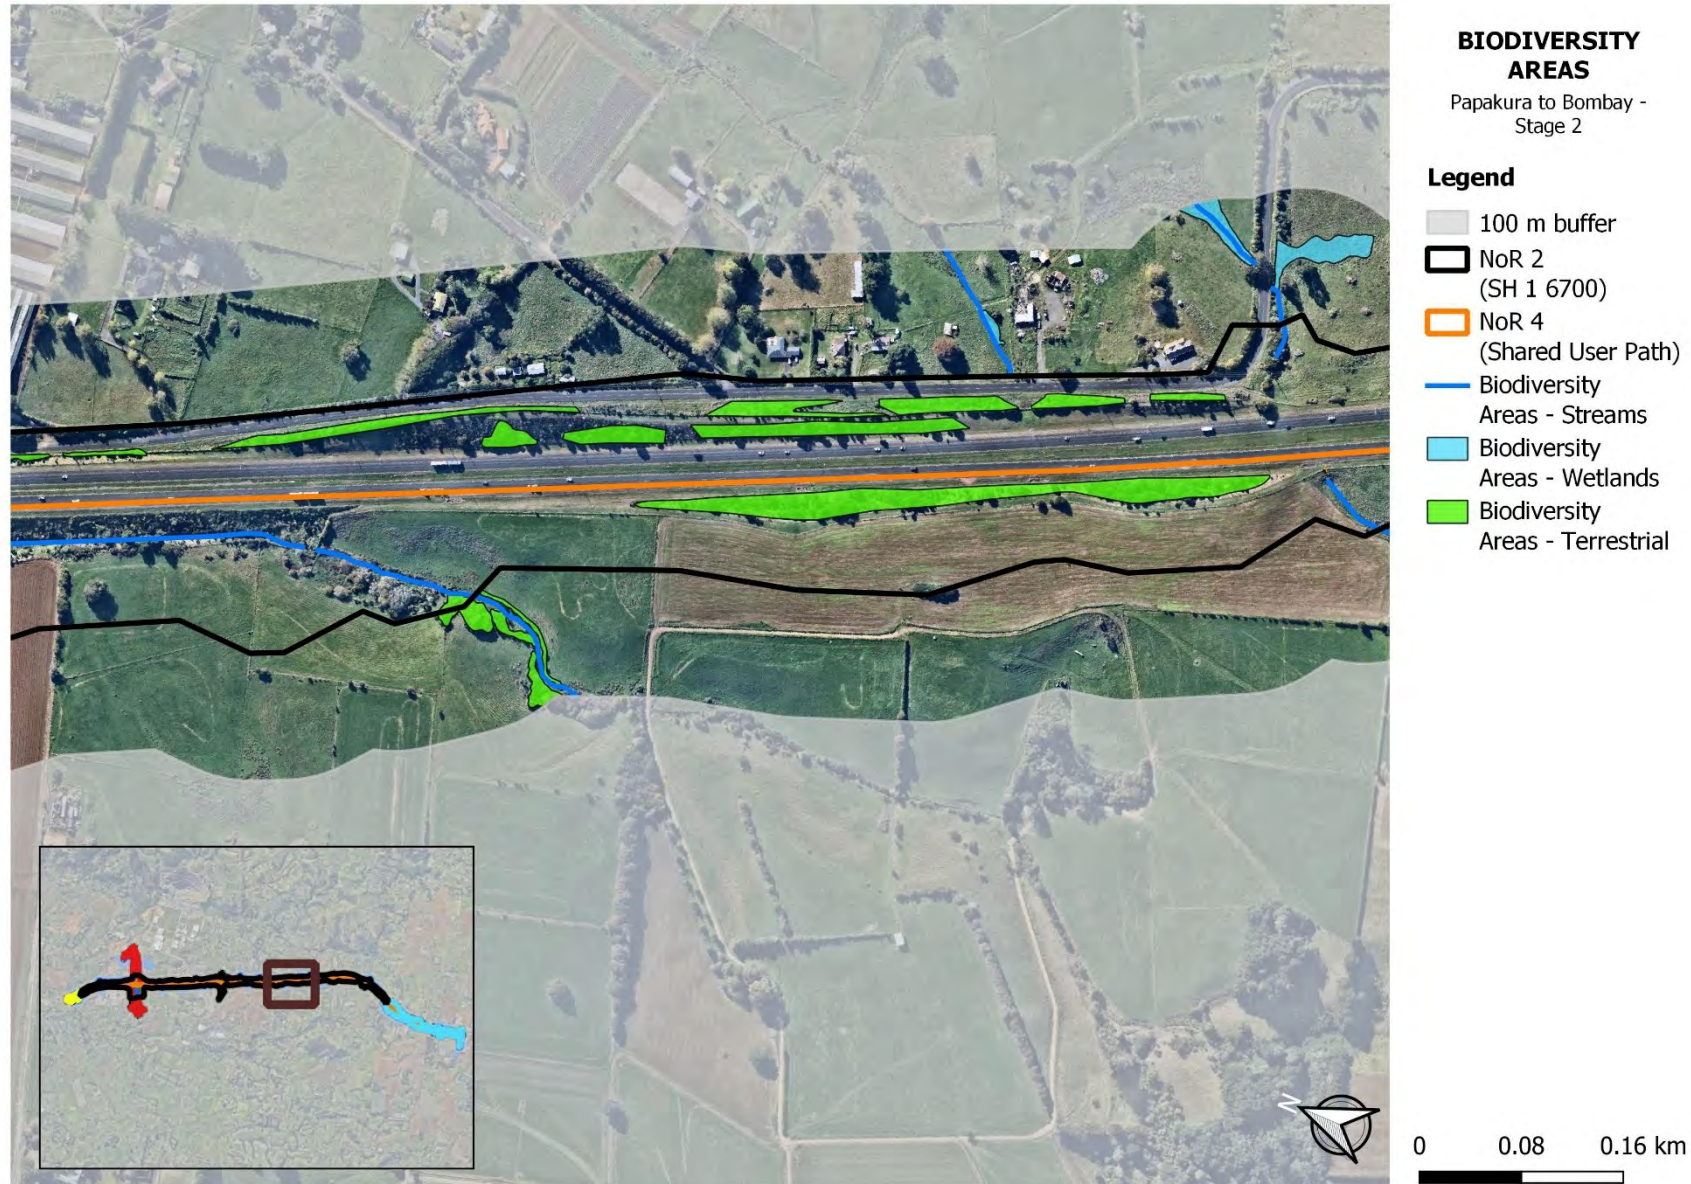 BIODIVERSITY
AREAS
Papakura to Bombay -
Stage 2
Legend
100 m buffer
NoR 2
(SH 1 6700)
NoR 4
(Shared User Path)
Biodiversity
Areas - Streams
Biodiversity
Areas - Wetlands
Biodiversity
Areas - Terrestrial
N
0 0.08 0.16 km